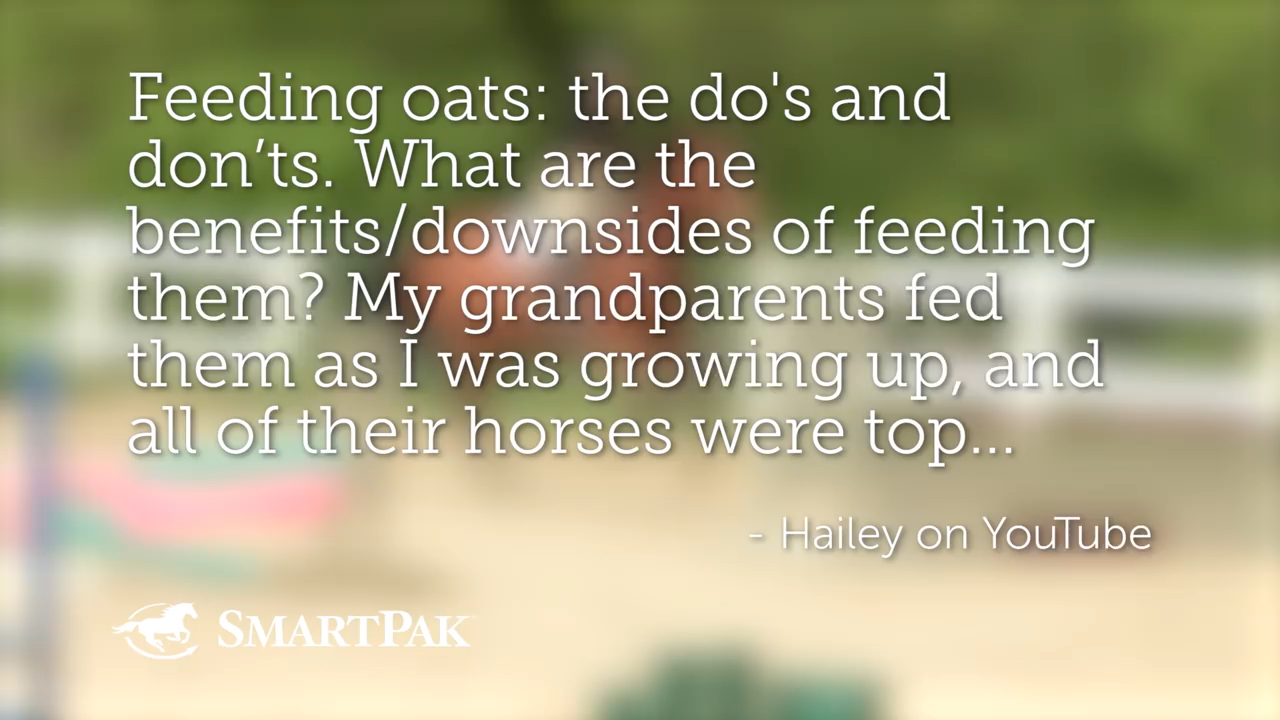 Feeding oats: the do's and
don’ts. What are the
benefits/downsides of feeding
them? My grandparents fed
them as I was growing up, and
all of their horses were top...
- Hailey on YouTube
SMARTPAK